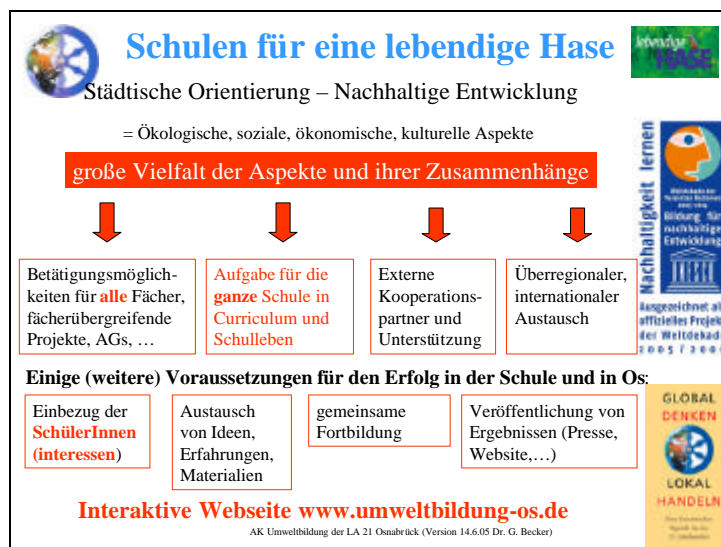 Schulen für eine lebendige Hase
lebendige
HASE
Städtische Orientierung – Nachhaltige Entwicklung
= Ökologische, soziale, ökonomische, kulturelle Aspekte
große Vielfalt der Aspekte und ihrer Zusammenhänge
Betätigungsmöglich-
keiten für alle Fächer,
fächerübergreifende
Projekte, AGs, …
Aufgabe für die
ganze Schule in
Curriculum und
Schulleben
Externe
Kooperations-
partner und
Unterstützung
Überregionaler,
internationaler
Austausch
Nachhaltigkeit lernen
Bildung für
nachhaltige
Entwicklung
Ausgezeichnet al
offizielles Projek
der Weltdekad
2005 / 200
Einige (weitere) Voraussetzungen für den Erfolg in der Schule und in Os:
Einbezug der
SchülerInnen
(interessen)
Austausch
von Ideen,
Erfahrungen,
Materialien
gemeinsame
Fortbildung
Veröffentlichung von
Ergebnissen (Presse,
Website,…)
GLOBAL
DENKEN
LOKAL
HANDELN
Interaktive Webseite www.umweltbildung-os.de
AK Umweltbildung der LA 21 Osnabrück (Version 14.6.05 Dr. G. Becker)